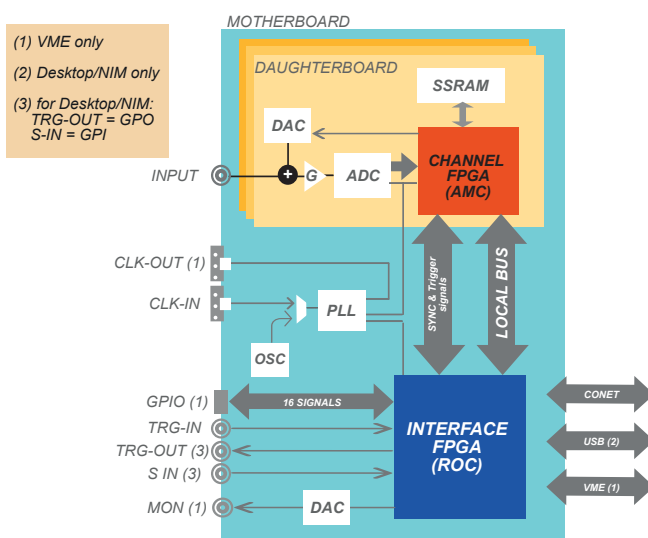 MOTHERBOARD
(1) VME only
(2) Desktop/NIM only
(3) for Desktop/NIM:
TRG-OUT = GPO
S-IN = GPI
DAUGHTERBOARD
SSRAM
DAC
CHANNEL
FPGA
(AMC)
INPUT
+
G
ADC
CLK-OUT (1)
CLK-IN
PLL
OSC
SYNC & Trigger
signals
LOCAL BUS
GPIO (1)
16 SIGNALS
TRG-IN
TRG-OUT (3)
S IN (3)
MON (1)
DAC
INTERFACE
FPGA
(ROC)
CONET
USB (2)
VME (1)